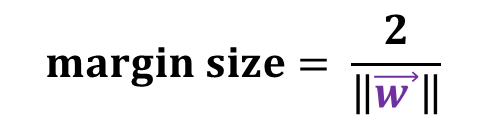 margin size = 2 / ‖w⃗‖